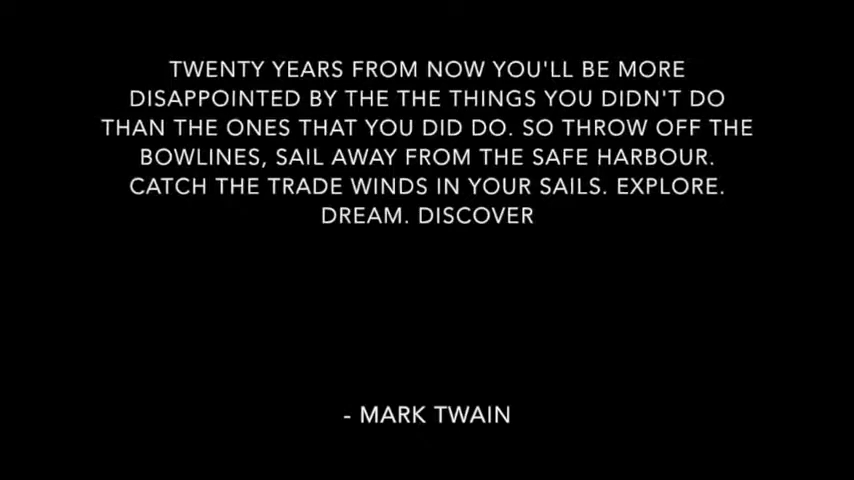 TWENTY YEARS FROM NOW YOU'LL BE MORE
DISAPPOINTED BY THE THE THINGS YOU DIDN'T DO
THAN THE ONES THAT YOU DID DO. SO THROW OFF THE
BOWLINES, SAIL AWAY FROM THE SAFE HARBOUR.
CATCH THE TRADE WINDS IN YOUR SAILS. EXPLORE.
DREAM. DISCOVER
- MARK TWAIN